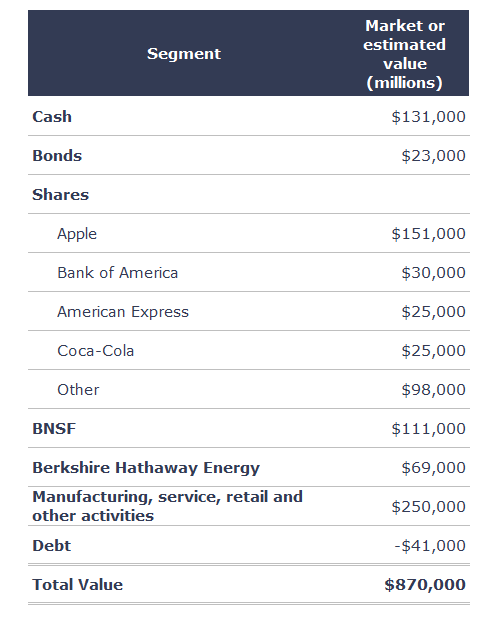 Segment Market or estimated value (millions)
Cash $131,000
Bonds $23,000
Shares
Apple $151,000
Bank of America $30,000
American Express $25,000
Coca-Cola $25,000
Other $98,000
BNSF $111,000
Berkshire Hathaway Energy $69,000
Manufacturing, service, retail and other activities $250,000
Debt -$41,000
Total Value $870,000